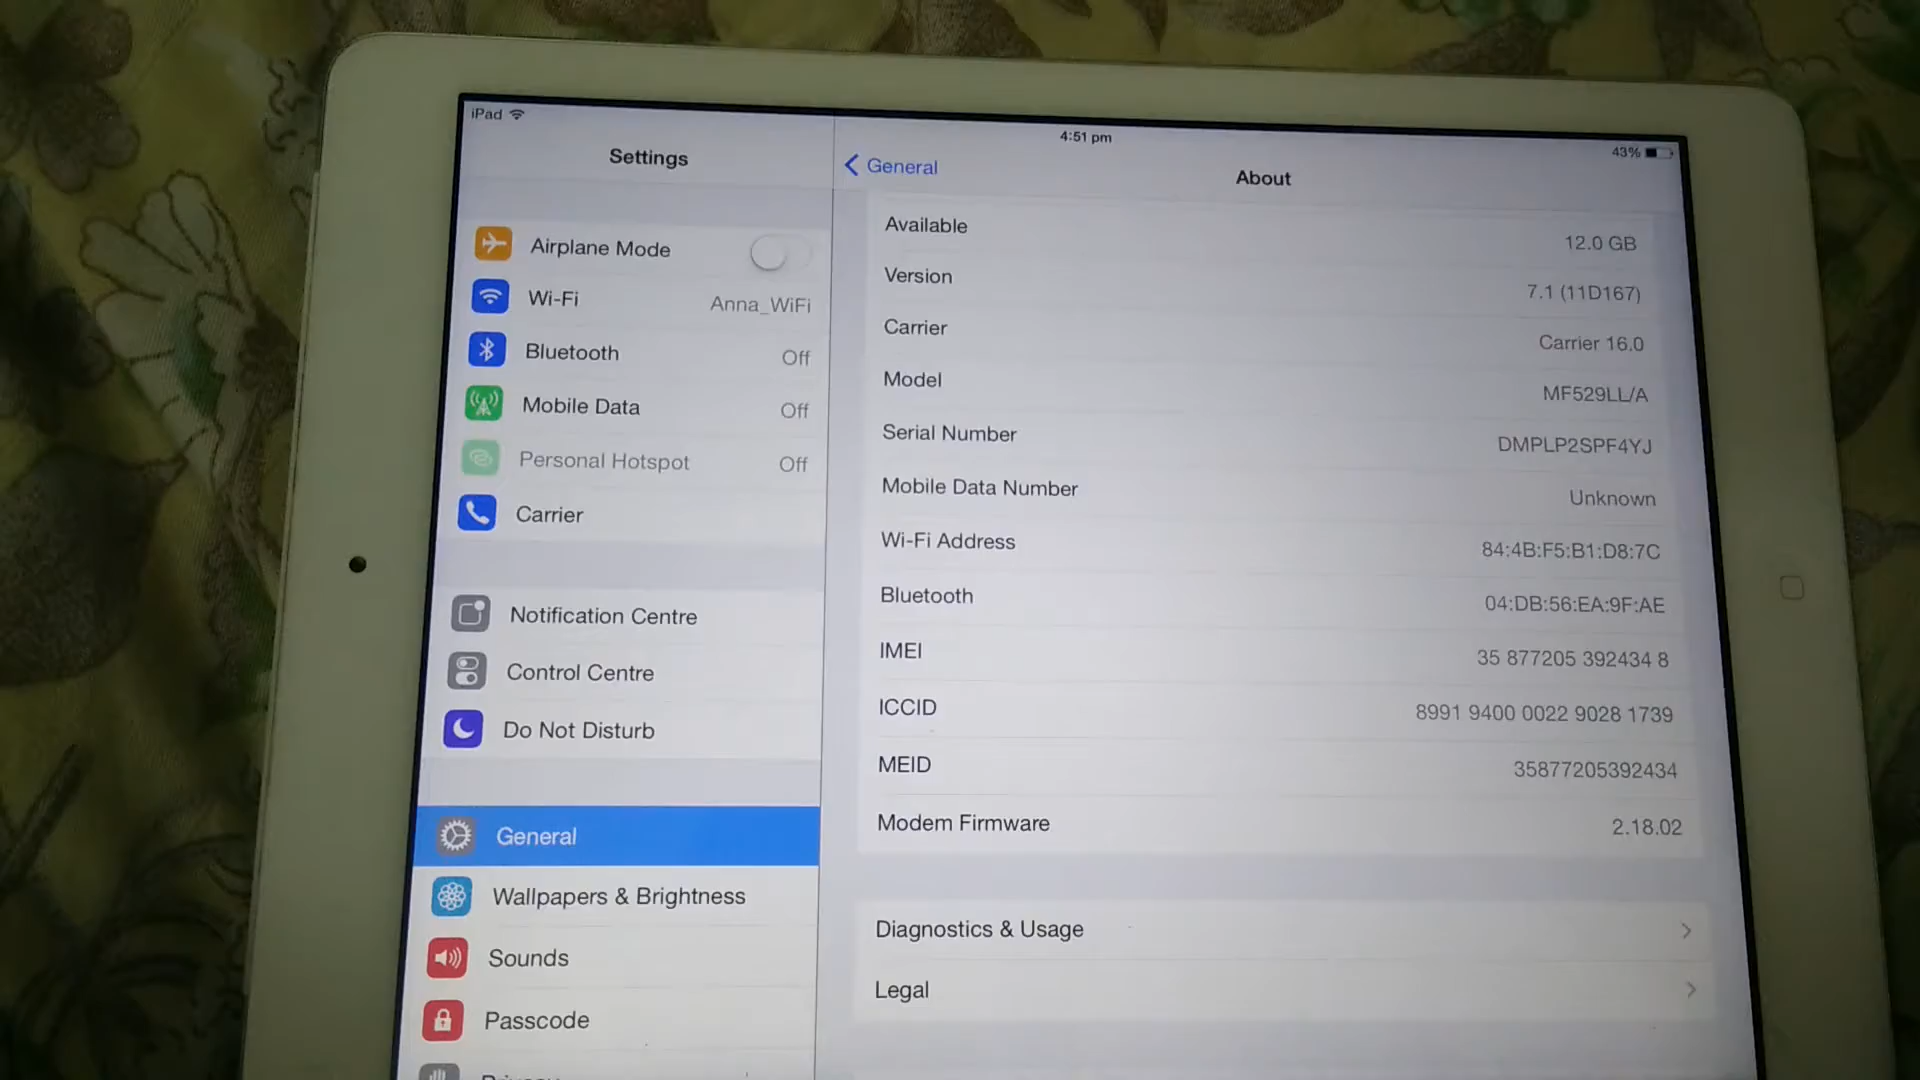 iPad
4:51 pm
43%
Settings
General
About
Airplane Mode
Wi-Fi
Anna_WiFi
Bluetooth
Off
Mobile Data
Off
Personal Hotspot
Off
Carrier
Notification Centre
Control Centre
Do Not Disturb
General
Wallpapers & Brightness
Sounds
Passcode
Available
12.0 GB
Version
7.1 (11D167)
Carrier
Carrier 16.0
Model
MF529LL/A
Serial Number
DMPLP2SPF4YJ
Mobile Data Number
Unknown
Wi-Fi Address
84:4B:F5:B1:D8:7C
Bluetooth
04:DB:56:EA:9F:AE
IMEI
35 877205 392434 8
ICCID
8991 9400 0022 9028 1739
MEID
35877205392434
Modem Firmware
2.18.02
Diagnostics & Usage
Legal